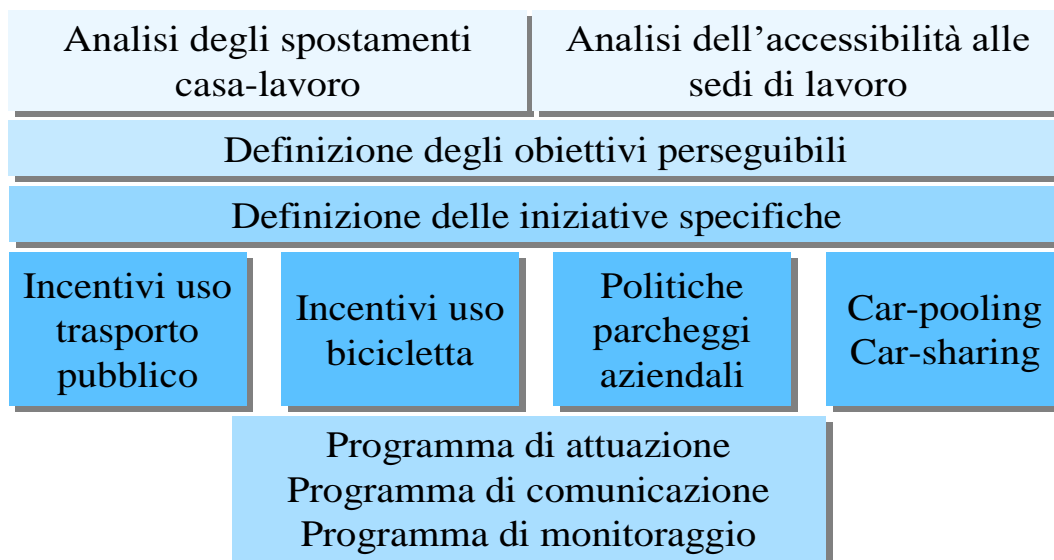 Analisi degli spostamenti
casa-lavoro
Analisi dell’accessibilità alle
sedi di lavoro
Definizione degli obiettivi perseguibili
Definizione delle iniziative specifiche
Incentivi uso
trasporto
pubblico
Incentivi uso
bicicletta
Politiche
parcheggi
aziendali
Car-pooling
Car-sharing
Programma di attuazione
Programma di comunicazione
Programma di monitoraggio